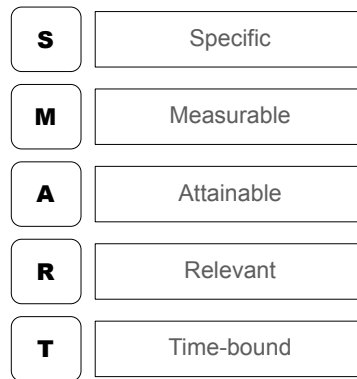 S Specific
M Measurable
A Attainable
R Relevant
T Time-bound